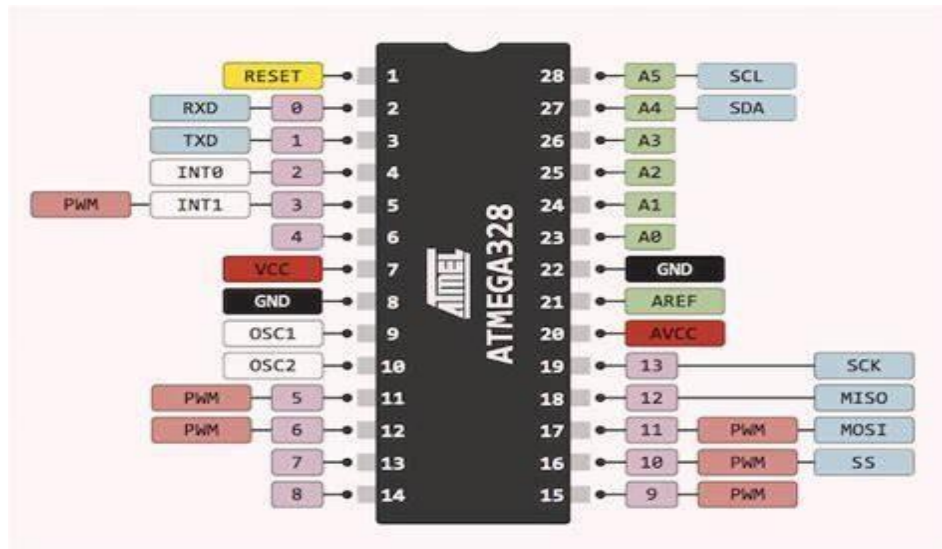 RESET 1 28 A5 SCL
RXD 0 2 27 A4 SDA
TXD 1 3 26 A3
INT0 2 4 25 A2
PWM INT1 3 5 24 A1
4 6 23 A0
VCC 7 22 GND
GND 8 21 AREF
OSC1 9 20 AVCC
OSC2 10 19 13 SCK
PWM 5 11 18 12 MISO
PWM 6 12 17 11 PWM MOSI
7 13 16 10 PWM SS
8 14 15 9 PWM
ATMEL
ATMEGA328